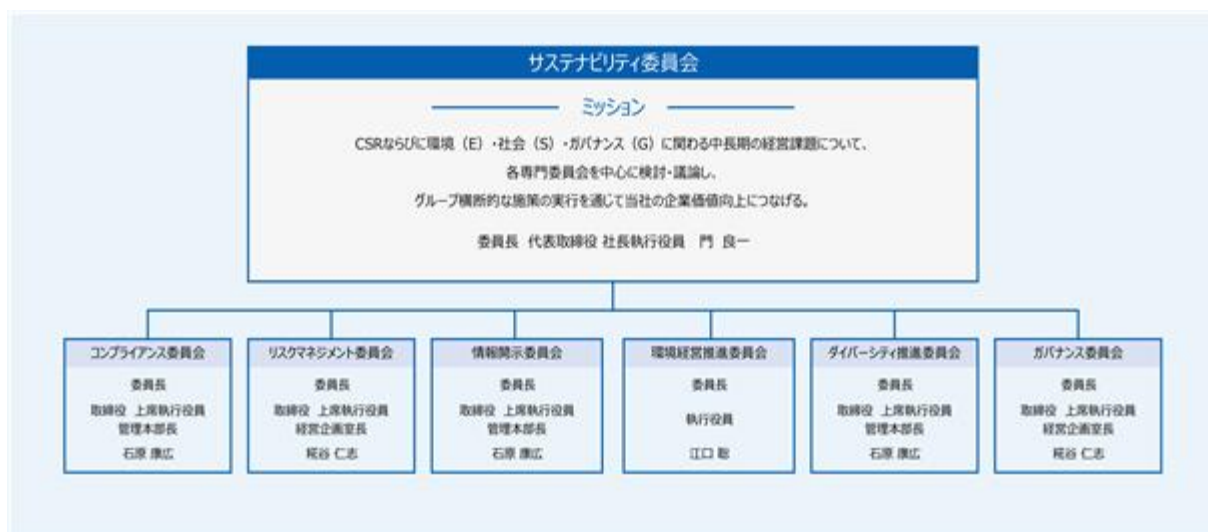 サステナビリティ委員会
ミッション
CSRならびに環境（E）・社会（S）・ガバナンス（G）に関わる中長期の経営課題について、
各専門委員会を中心に検討・議論し、
グループ横断的な施策の実行を通じて当社の企業価値向上につなげる。
委員長 代表取締役 社長執行役員 門 良一
コンプライアンス委員会
委員長
取締役 上席執行役員
管理本部長
石原 康広
リスクマネジメント委員会
委員長
取締役 上席執行役員
経営企画室長
糀谷 仁志
情報開示委員会
委員長
取締役 上席執行役員
管理本部長
石原 康広
環境経営推進委員会
委員長
執行役員
江口 聡
ダイバーシティ推進委員会
委員長
取締役 上席執行役員
管理本部長
石原 康広
ガバナンス委員会
委員長
取締役 上席執行役員
経営企画室長
糀谷 仁志